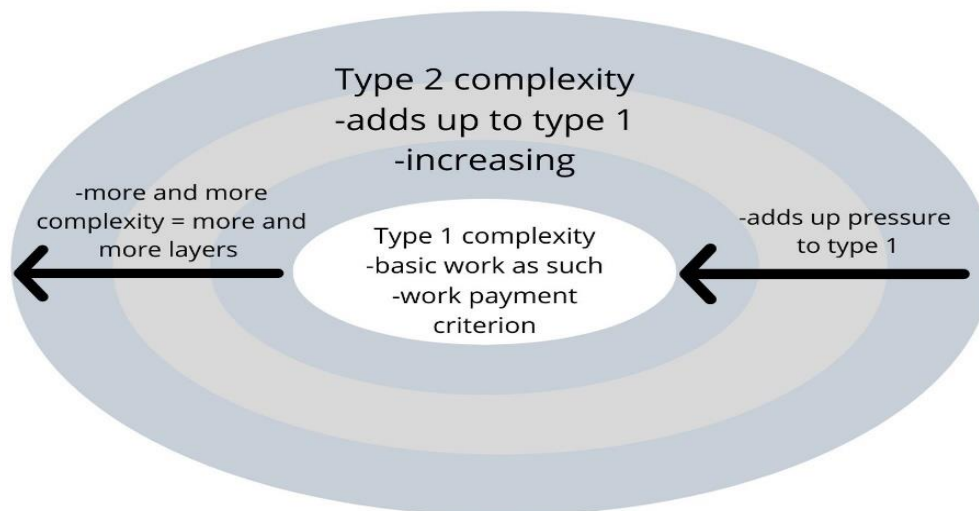 Type 2 complexity
-adds up to type 1
-increasing
-more and more
complexity = more and
more layers
Type 1 complexity
-basic work as such
-work payment
criterion
-adds up pressure
to type 1